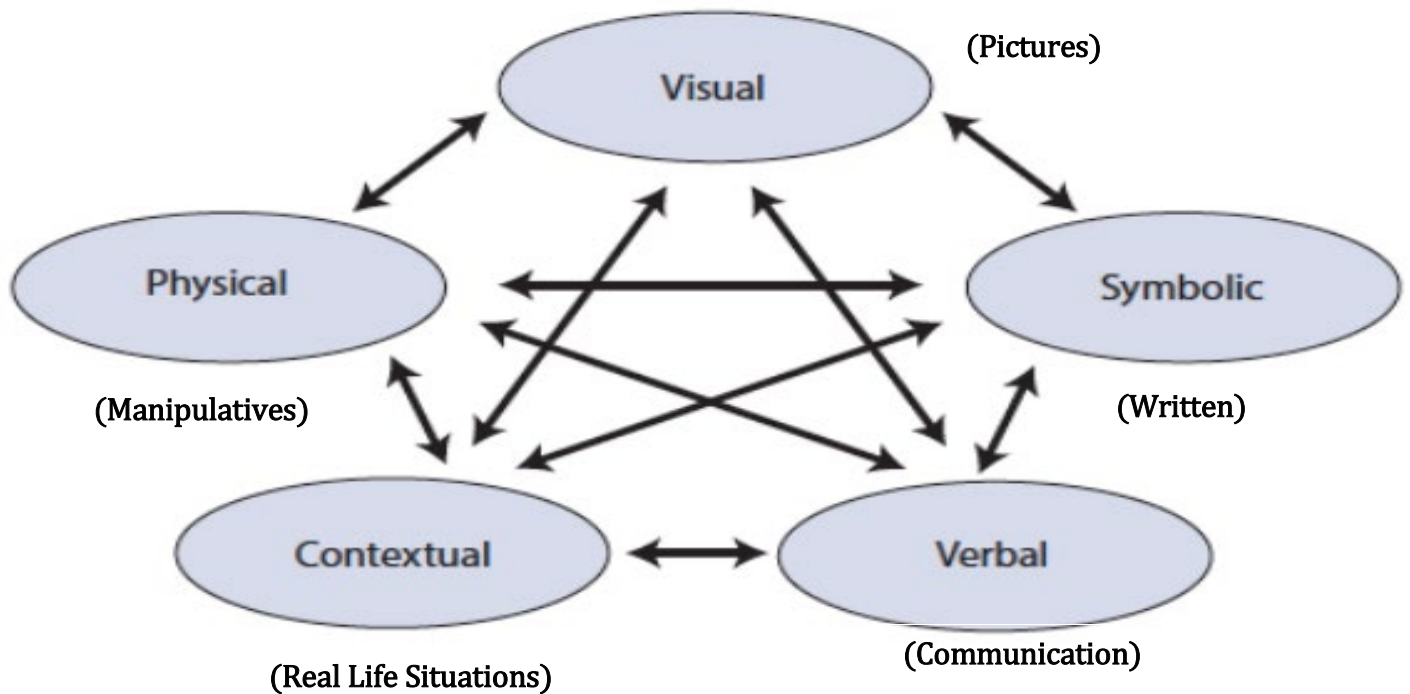 Visual
(Pictures)
Physical
Symbolic
(Manipulatives)
(Written)
Contextual
Verbal
(Real Life Situations)
(Communication)